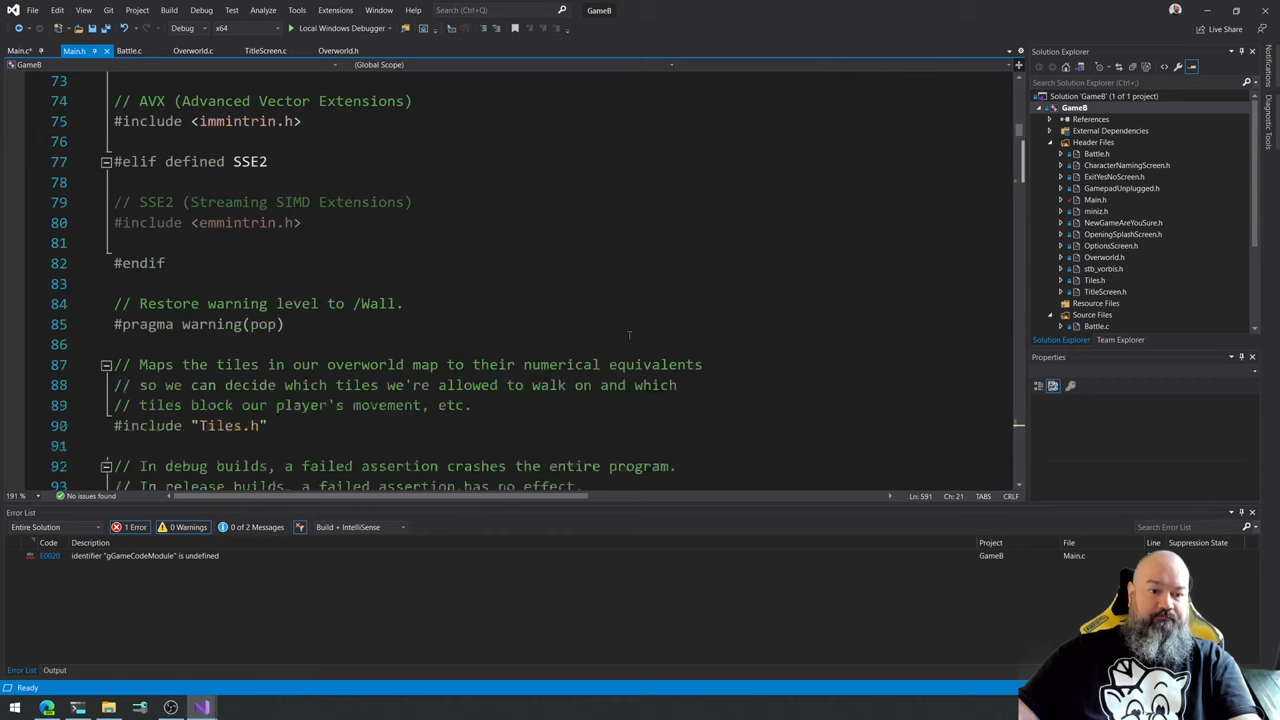 File Edit View Git Project Build Debug Test Analyze Tools Extensions Window Help Search (Ctrl+Q) GameB
Debug x64 Local Windows Debugger Live Share
Main.c* Main.h Battle.c Overworld.c TitleScreen.c Overworld.h
GameB (Global Scope)
73
74 // AVX (Advanced Vector Extensions)
75 #include <immintrin.h>
76
77 #elif defined SSE2
78
79 // SSE2 (Streaming SIMD Extensions)
80 #include <emmintrin.h>
81
82 #endif
83
84 // Restore warning level to /Wall.
85 #pragma warning(pop)
86
87 // Maps the tiles in our overworld map to their numerical equivalents
88 // so we can decide which tiles we're allowed to walk on and which
89 // tiles block our player's movement, etc.
90 #include "Tiles.h"
91
92 // In debug builds, a failed assertion crashes the entire program.
93 // In release builds, a failed assertion has no effect.
191 % No issues found Ln: 591 Ch: 21 TABS CRLF
Solution Explorer
Search Solution Explorer (Ctrl+;)
Solution 'GameB' (1 of 1 project)
GameB
References
External Dependencies
Header Files
Battle.h
CharacterNamingScreen.h
ExitYesNoScreen.h
GamepadUnplugged.h
Main.h
miniz.h
NewGameAreYouSure.h
OpeningSplashScreen.h
OptionsScreen.h
Overworld.h
stb_vorbis.h
Tiles.h
TitleScreen.h
Resource Files
Source Files
Battle.c
Solution Explorer Team Explorer
Properties
Notifications
Diagnostic Tools
Error List
Entire Solution 1 Error 0 Warnings 0 of 2 Messages Build + IntelliSense Search Error List
Code Description Project File Line Suppression State
E0020 identifier "gGameCodeModule" is undefined GameB Main.c
Error List Output
Ready